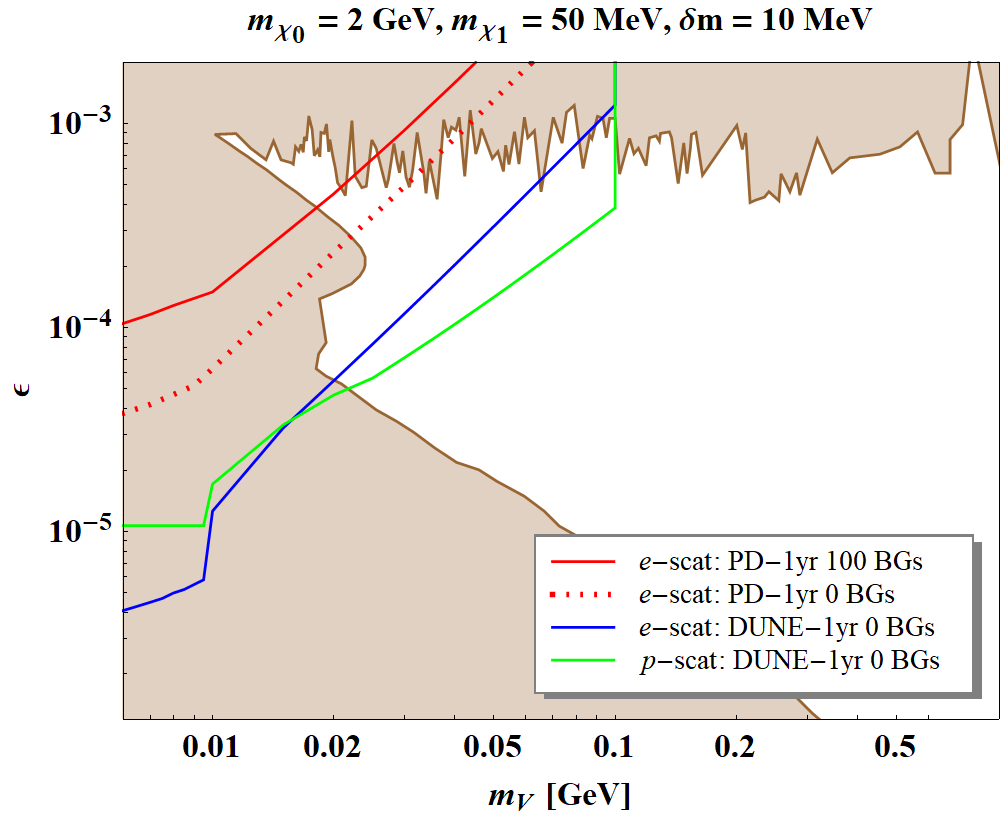 m_χ0 = 2 GeV, m_χ1 = 50 MeV, δm = 10 MeV
10⁻³
10⁻⁴
10⁻⁵
ϵ
e−scat: PD−1yr 100 BGs
e−scat: PD−1yr 0 BGs
e−scat: DUNE−1yr 0 BGs
p−scat: DUNE−1yr 0 BGs
0.01 0.02 0.05 0.1 0.2 0.5
m_V [GeV]